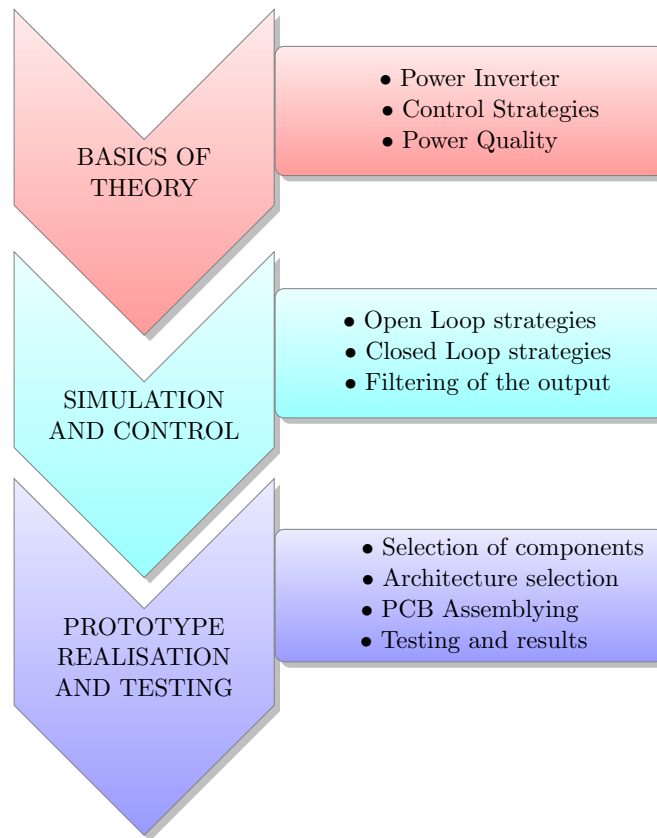 BASICS OF
THEORY
• Power Inverter
• Control Strategies
• Power Quality
SIMULATION
AND CONTROL
• Open Loop strategies
• Closed Loop strategies
• Filtering of the output
PROTOTYPE
REALISATION
AND TESTING
• Selection of components
• Architecture selection
• PCB Assemblying
• Testing and results